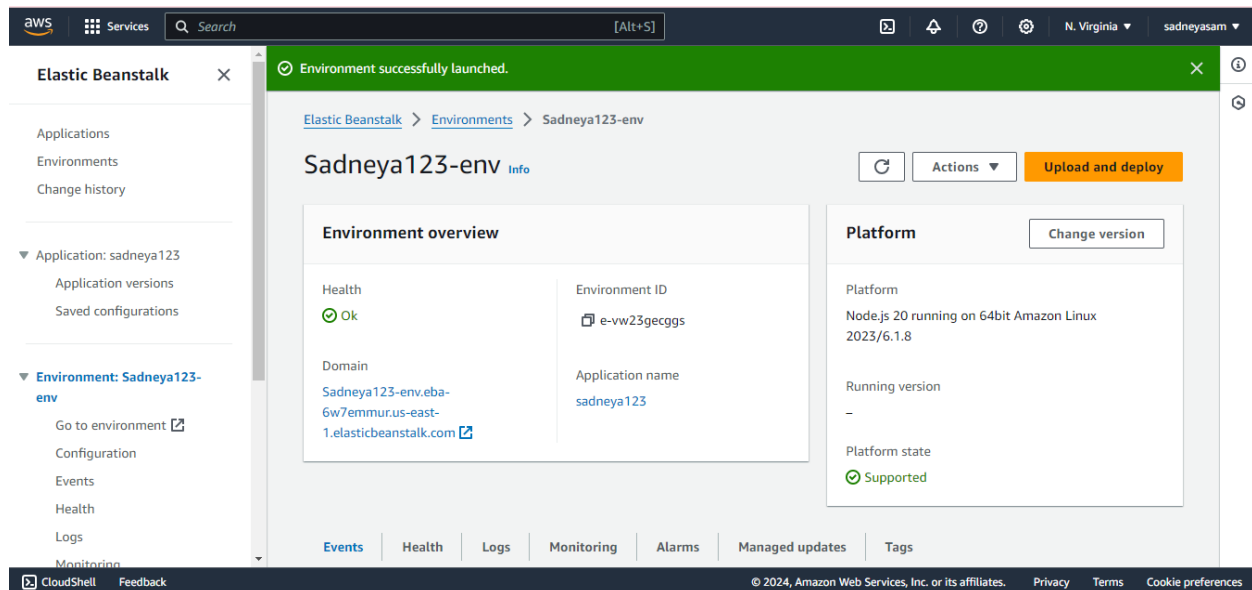 aws
Services
Search
[Alt+S]
N. Virginia ▼
sadneyasam ▼
Elastic Beanstalk
Applications
Environments
Change history
Application: sadneya123
Application versions
Saved configurations
Environment: Sadneya123-
env
Go to environment
Configuration
Events
Health
Logs
Monitoring
Environment successfully launched.
Elastic Beanstalk > Environments > Sadneya123-env
Sadneya123-env Info
Actions ▼
Upload and deploy
Environment overview
Health
Ok
Domain
Sadneya123-env.eba-
6w7emmur.us-east-
1.elasticbeanstalk.com
Environment ID
e-vw23gecggs
Application name
sadneya123
Platform
Change version
Platform
Node.js 20 running on 64bit Amazon Linux
2023/6.1.8
Running version
–
Platform state
Supported
Events
Health
Logs
Monitoring
Alarms
Managed updates
Tags
CloudShell
Feedback
© 2024, Amazon Web Services, Inc. or its affiliates.
Privacy
Terms
Cookie preferences